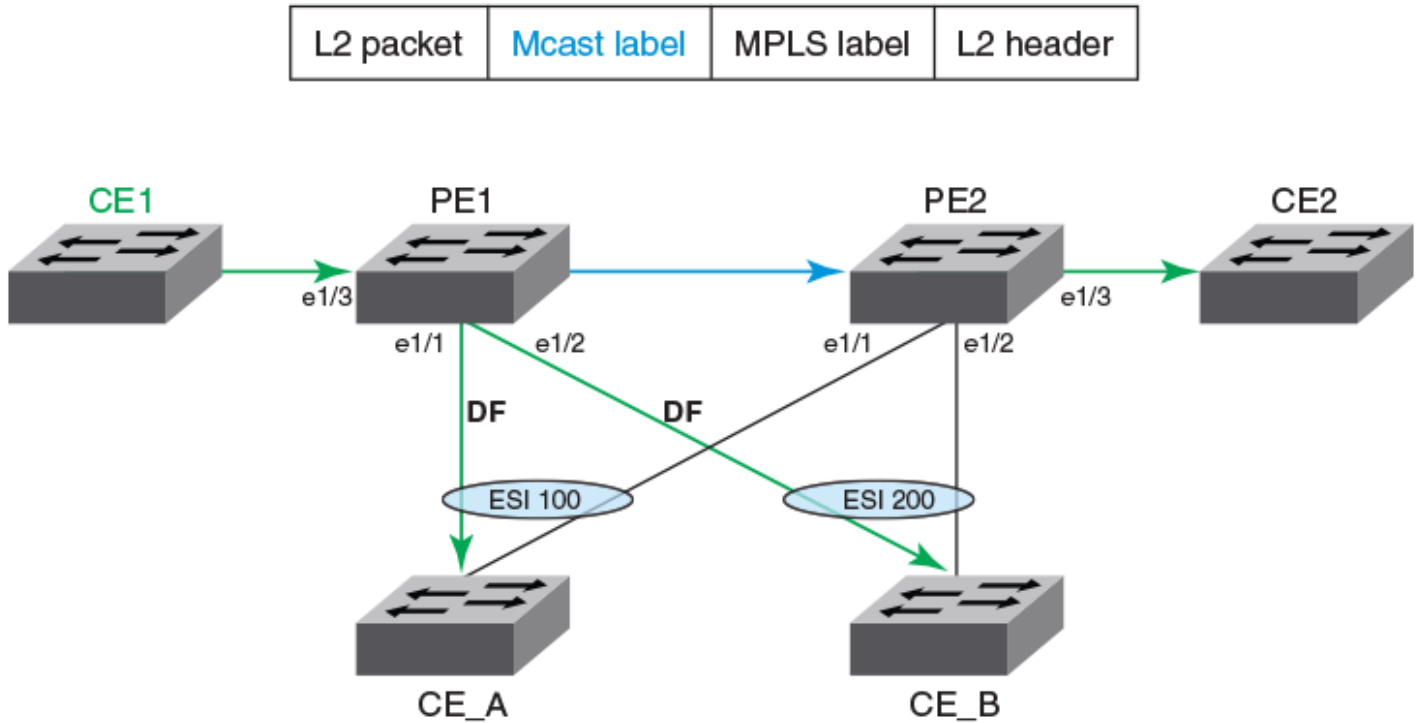 L2 packet Mcast label MPLS label L2 header
CE1 PE1 PE2 CE2
e1/3 e1/3
e1/1 e1/2 e1/1 e1/2
DF DF
ESI 100 ESI 200
CE_A CE_B